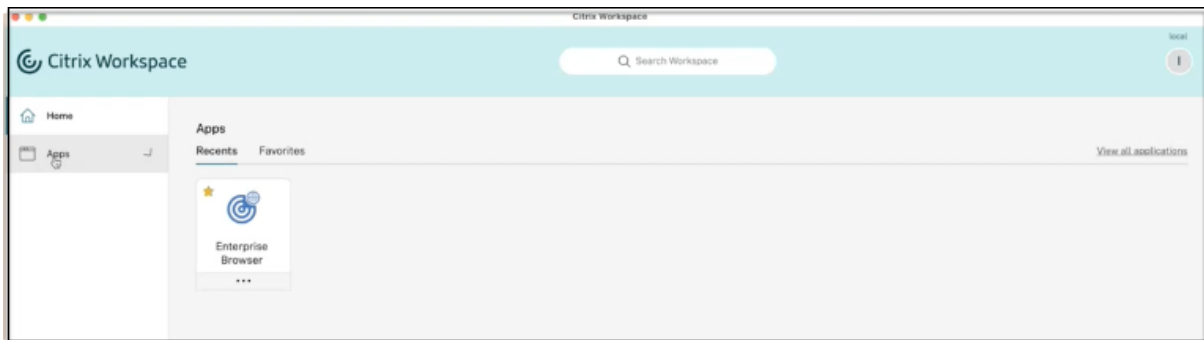 Citrix Workspace
local
Citrix Workspace
Search Workspace
I
Home
Apps
Apps
Recents Favorites
View all applications
Enterprise
Browser